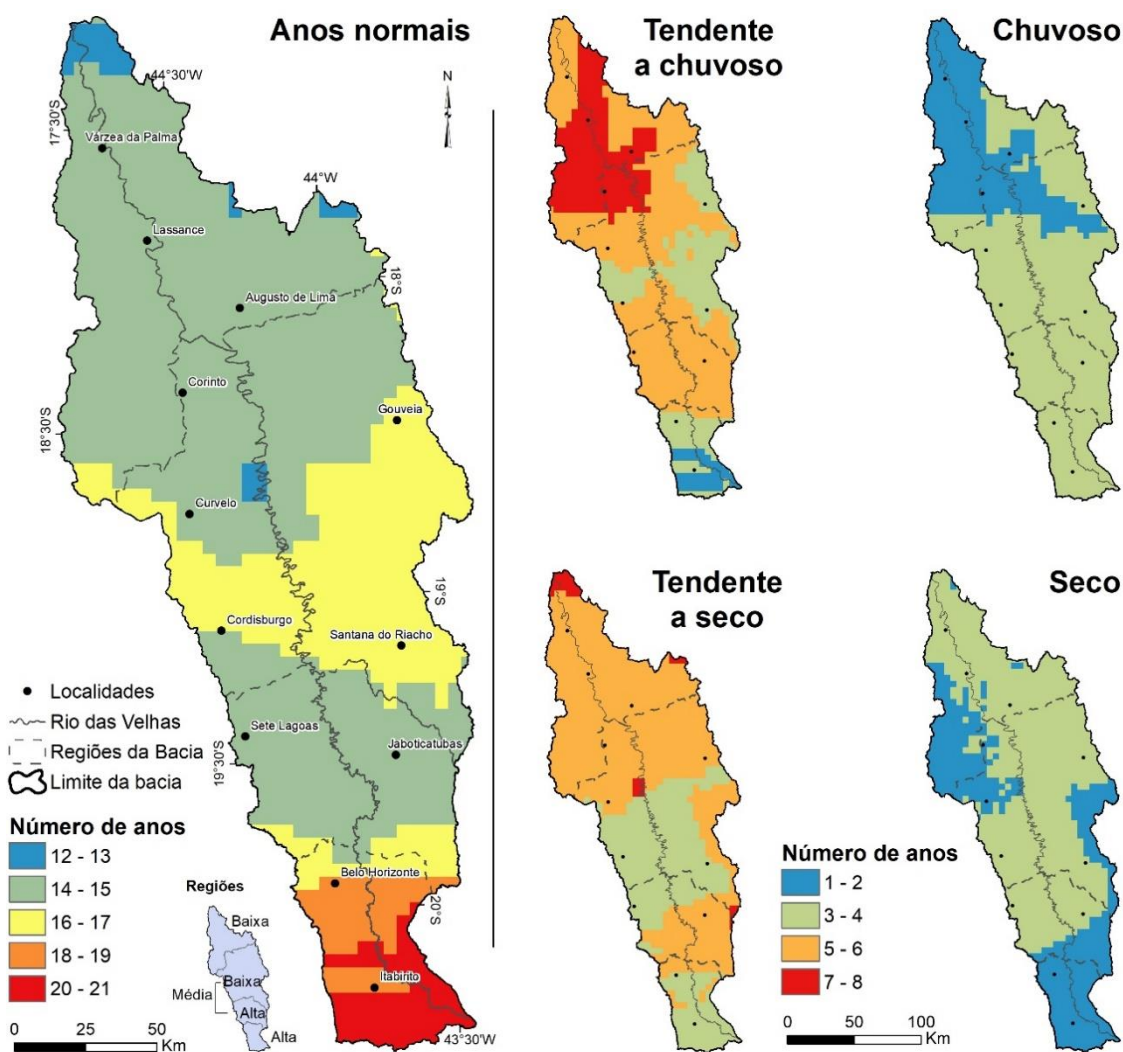 Anos normais
Tendente
a chuvoso
Chuvoso
N
44°30'W
17°30'S
Várzea da Palma
44°W
Lassance
18°S
Augusto de Lima
Corinto
Gouveia
18°30'S
Curvelo
19°S
Cordisburgo
Santana do Riacho
Sete Lagoas
Jaboticatubas
19°30'S
Belo Horizonte
20°S
Itabirito
43°30'W
Localidades
Rio das Velhas
Regiões da Bacia
Limite da bacia
Número de anos
12 - 13
14 - 15
16 - 17
18 - 19
20 - 21
0 25 50
Km
Regiões
Baixa
Baixa
Média
Alta
Alta
Tendente
a seco
Seco
Número de anos
1 - 2
3 - 4
5 - 6
7 - 8
0 50 100
Km